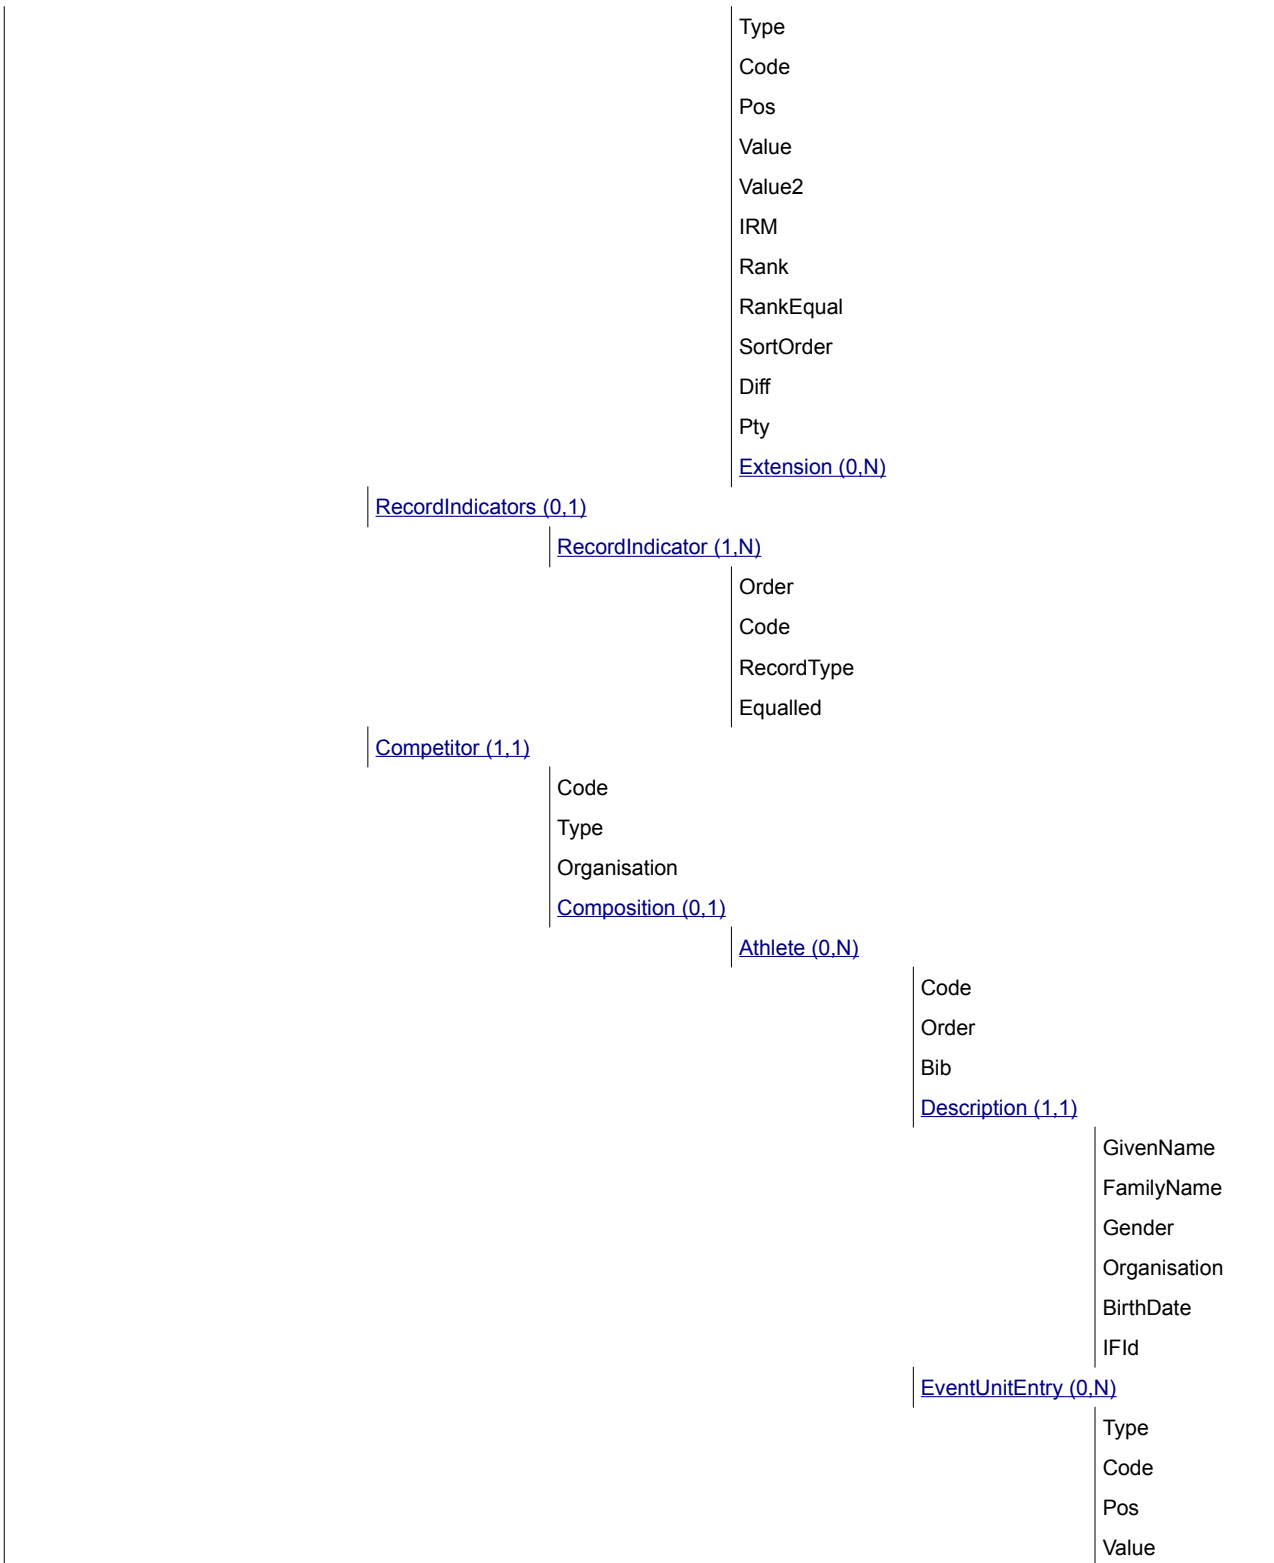 Type
Code
Pos
Value
Value2
IRM
Rank
RankEqual
SortOrder
Diff
Pty
Extension (0,N)
RecordIndicators (0,1)
RecordIndicator (1,N)
Order
Code
RecordType
Equalled
Competitor (1,1)
Code
Type
Organisation
Composition (0,1)
Athlete (0,N)
Code
Order
Bib
Description (1,1)
GivenName
FamilyName
Gender
Organisation
BirthDate
IFId
EventUnitEntry (0,N)
Type
Code
Pos
Value